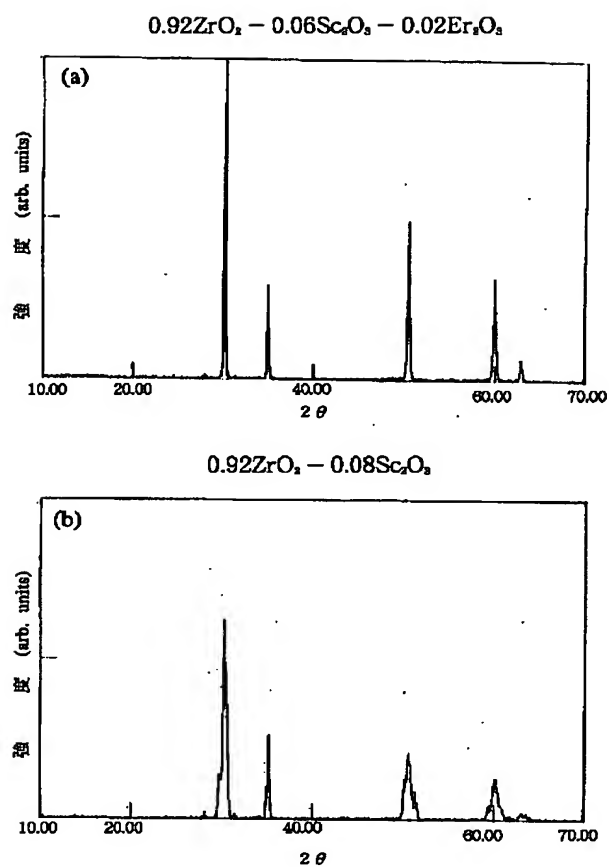 0.92ZrO₂ − 0.06Sc₂O₃ − 0.02Er₂O₃
(a)
強 度 (arb. units)
10.00 20.00 40.00 60.00 70.00
2 θ
0.92ZrO₂ − 0.08Sc₂O₃
(b)
強 度 (arb. units)
10.00 20.00 40.00 60.00 70.00
2 θ